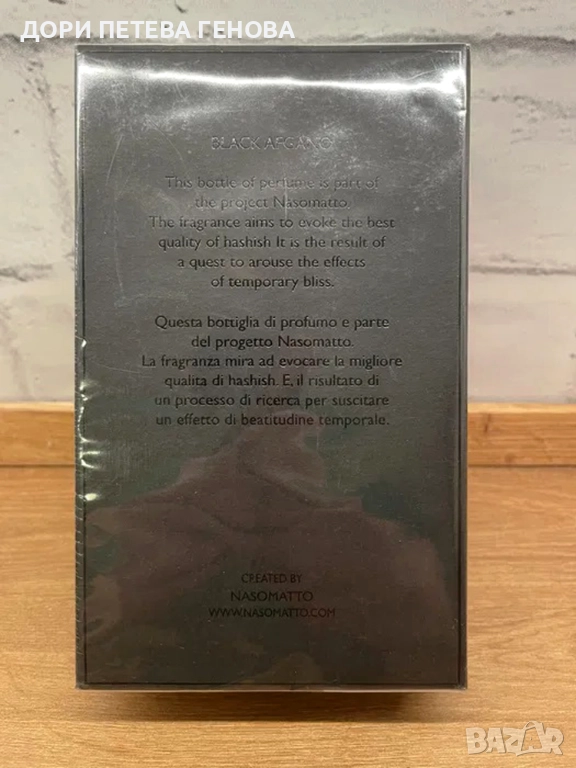 ДОРИ ПЕТЕВА ГЕНОВА
BLACK AFGANO
This bottle of perfume is part of
the project Nasomatto.
The fragrance aims to evoke the best
quality of hashish It is the result of
a quest to arouse the effects
of temporary bliss.
Questa bottiglia di profumo e parte
del progetto Nasomatto.
La fragranza mira ad evocare la migliore
qualita di hashish. E, il risultato di
un processo di ricerca per suscitare
un effetto di beatitudine temporale.
CREATED BY
NASOMATTO
WWW.NASOMATTO.COM
BAZAR